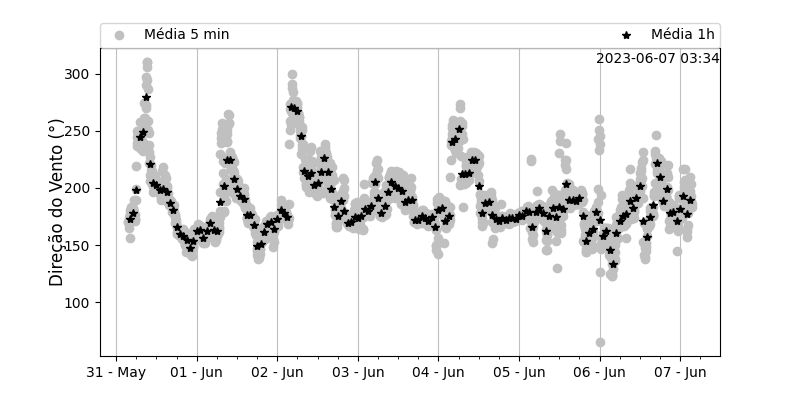 Média 5 min
Média 1h
2023-06-07 03:34
Direção do Vento (°)
300
250
200
150
100
31 - May
01 - Jun
02 - Jun
03 - Jun
04 - Jun
05 - Jun
06 - Jun
07 - Jun